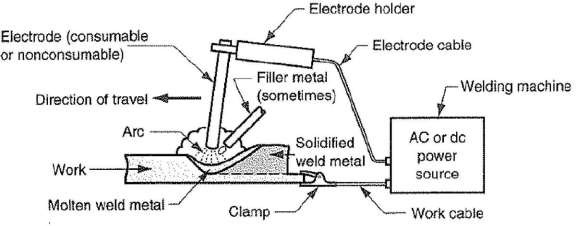 Electrode holder
Electrode (consumable
or nonconsumable)
Electrode cable
Filler metal
(sometimes)
Welding machine
Direction of travel
Arc
Solidified
weld metal
AC or dc
power
source
Work
Molten weld metal
Clamp
Work cable